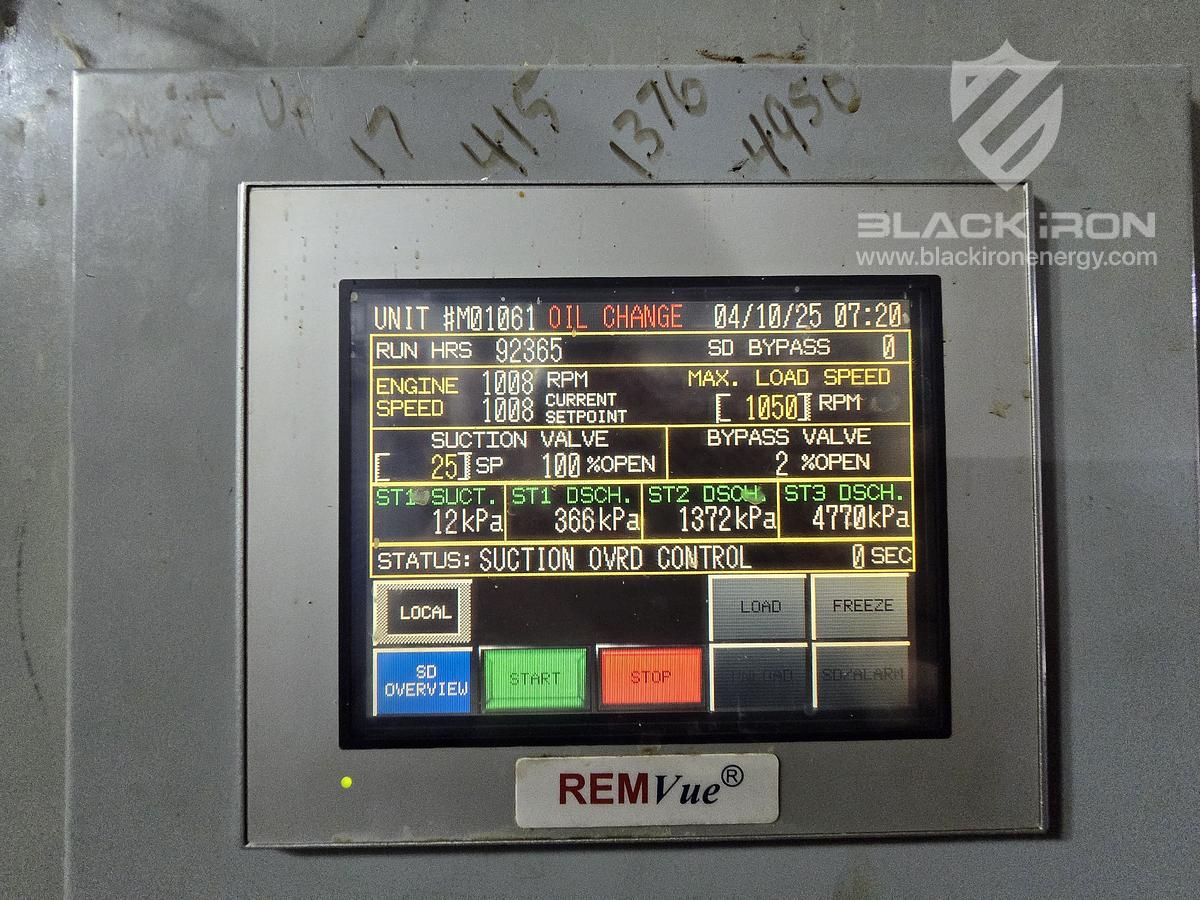 Start Up 17 415 1376 4950
BLACK iRON
www.blackironenergy.com
UNIT #M01061 OIL CHANGE 04/10/25 07:20
RUN HRS 92365 SD BYPASS 0
ENGINE SPEED 1008 RPM 1008 CURRENT SETPOINT
MAX. LOAD SPEED
[ 1050] RPM
SUCTION VALVE BYPASS VALVE
[ 25] SP 100 %OPEN 2 %OPEN
ST1 SUCT. ST1 DSCH. ST2 DSCH. ST3 DSCH.
12kPa 366kPa 1372kPa 4770kPa
STATUS: SUCTION OVRD CONTROL 0 SEC
LOCAL LOAD FREEZE
SD OVERVIEW START STOP UNLOAD SD/ALARM
REMVue®